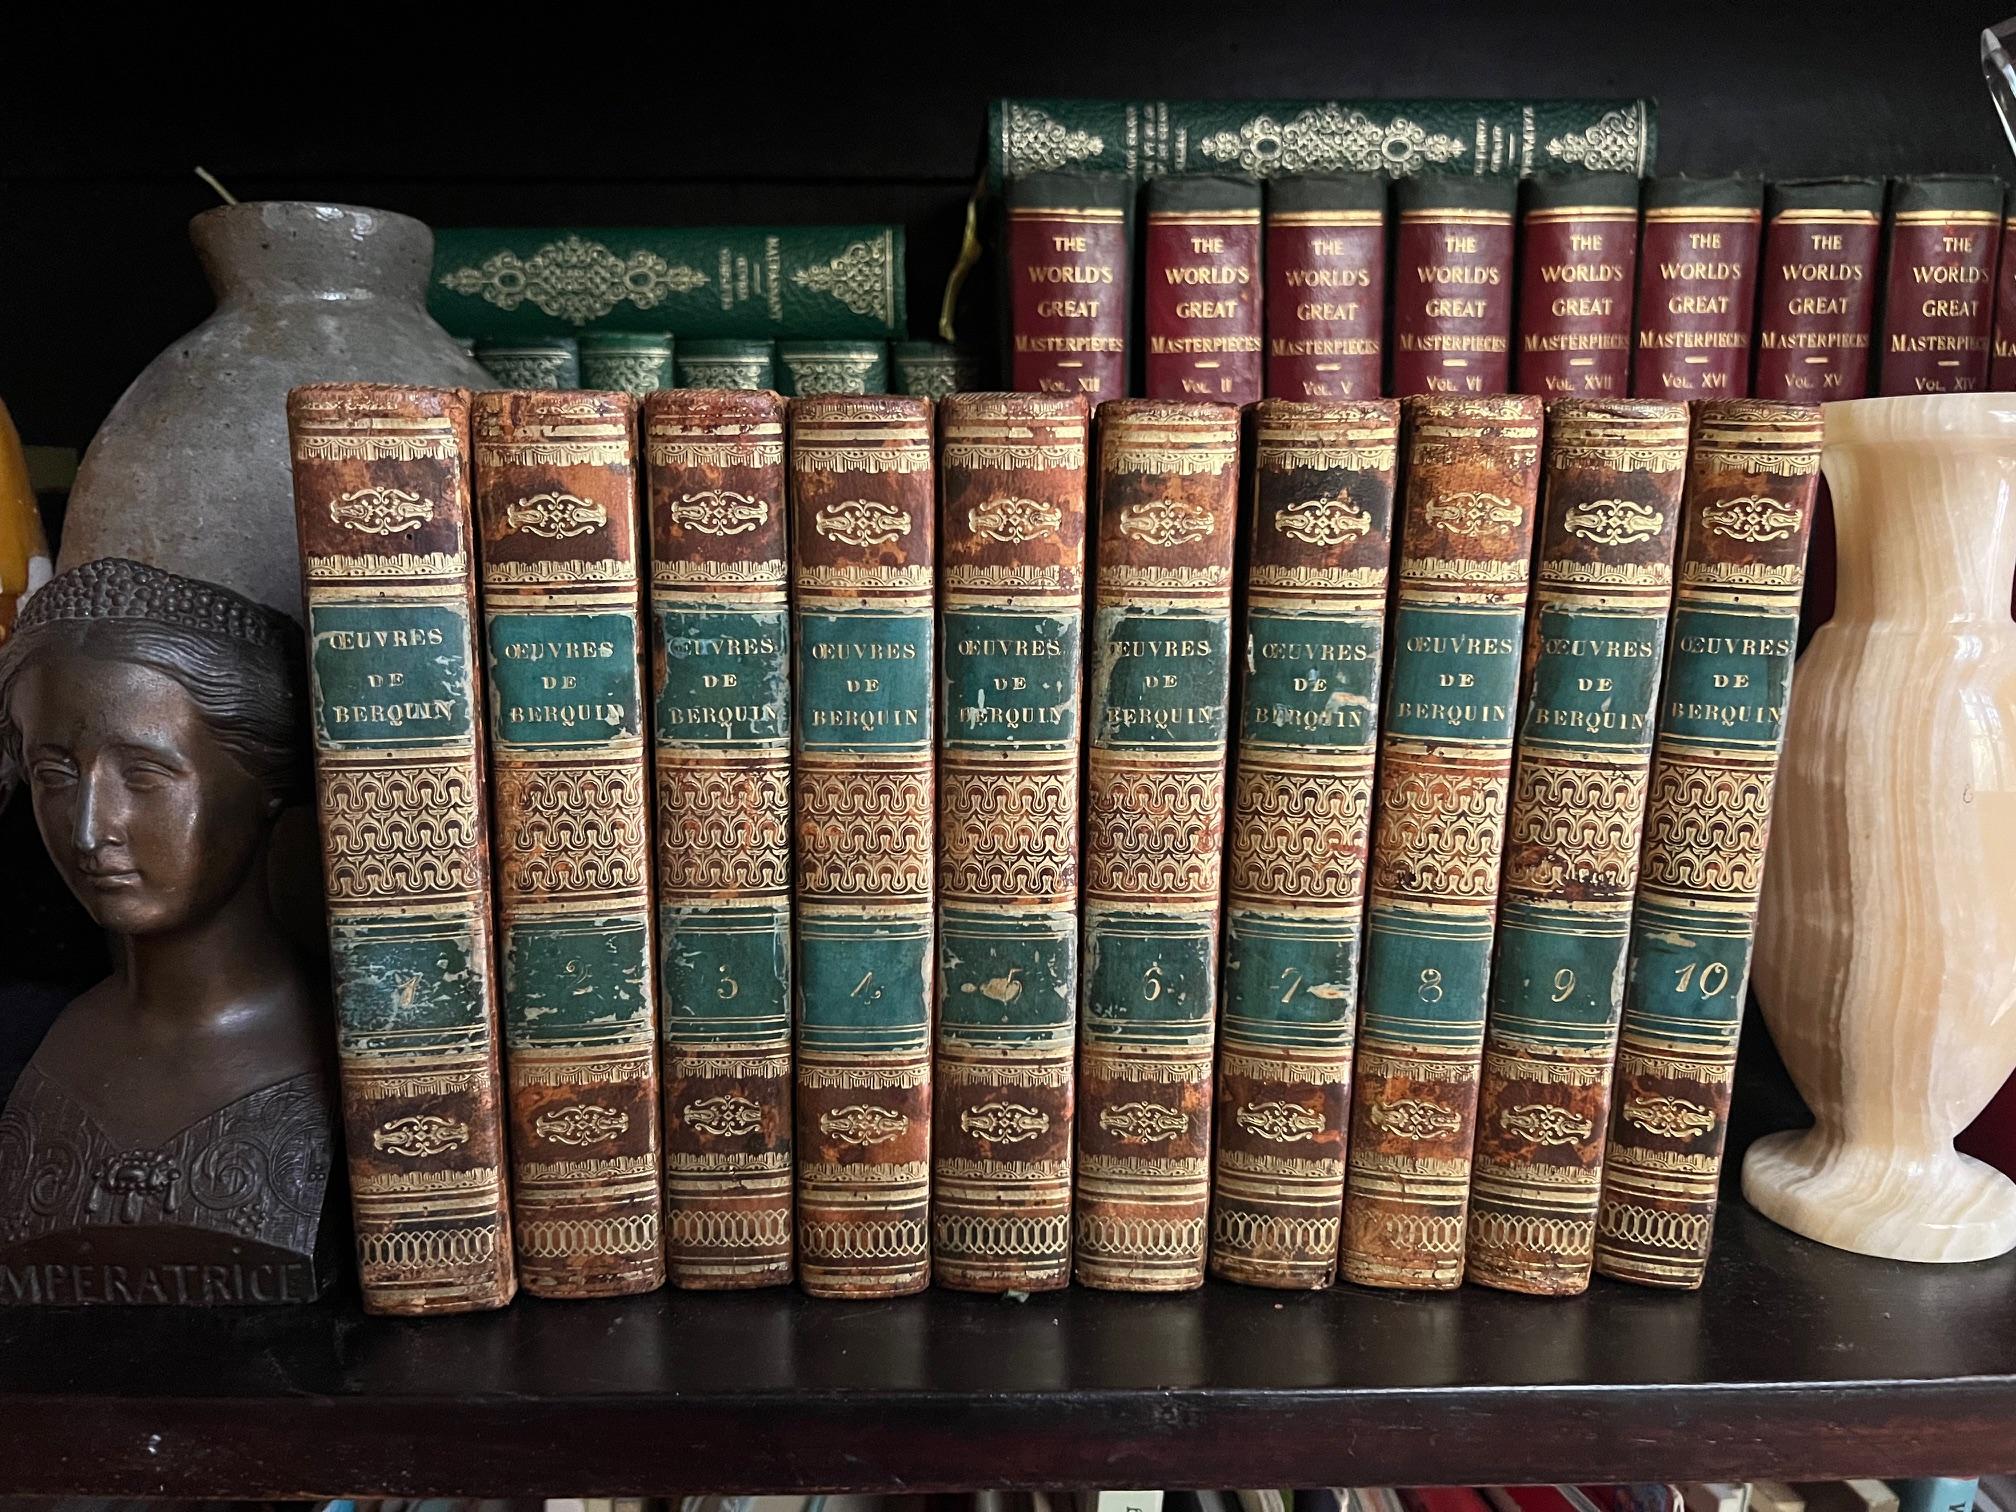 THE
WORLD'S
GREAT
MASTERPIECES
VOL. XII
THE
WORLD'S
GREAT
MASTERPIECES
VOL. II
THE
WORLD'S
GREAT
MASTERPIECES
VOL. V
THE
WORLD'S
GREAT
MASTERPIECES
VOL. VI
THE
WORLD'S
GREAT
MASTERPIECES
VOL. XVII
THE
WORLD'S
GREAT
MASTERPIECES
VOL. XVI
THE
WORLD'S
GREAT
MASTERPIECES
VOL. XV
THE
WORLD'S
GREAT
MASTERPIECES
VOL. XIV
ŒUVRES
DE
BERQUIN
1
ŒUVRES
DE
BERQUIN
2
ŒUVRES
DE
BERQUIN
3
ŒUVRES
DE
BERQUIN
4
ŒUVRES
DE
BERQUIN
5
ŒUVRES
DE
BERQUIN
6
ŒUVRES
DE
BERQUIN
7
ŒUVRES
DE
BERQUIN
8
ŒUVRES
DE
BERQUIN
9
ŒUVRES
DE
BERQUIN
10
MPÉRATRICE